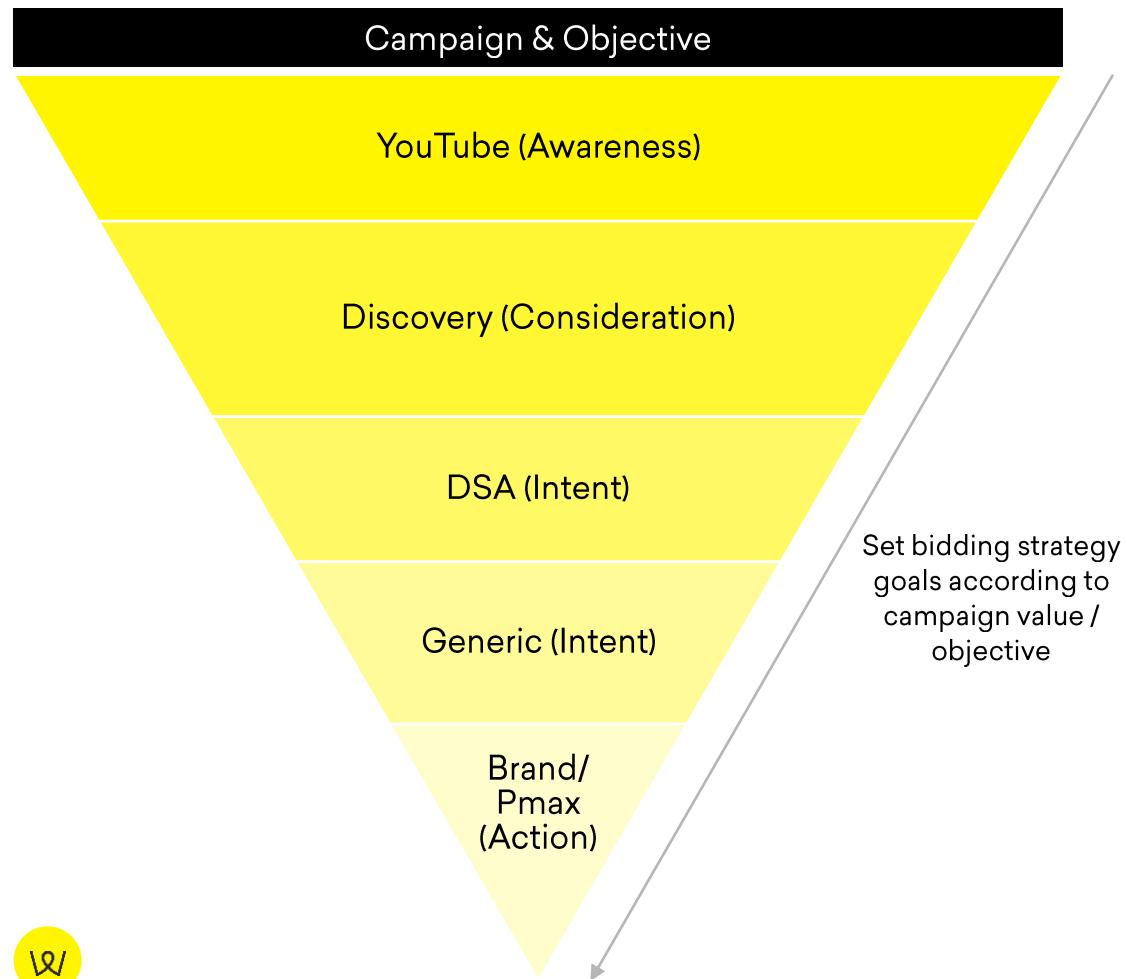 Campaign & Objective
YouTube (Awareness)
Discovery (Consideration)
DSA (Intent)
Set bidding strategy
goals according to
campaign value /
objective
Generic (Intent)
Brand/
Pmax
(Action)
W